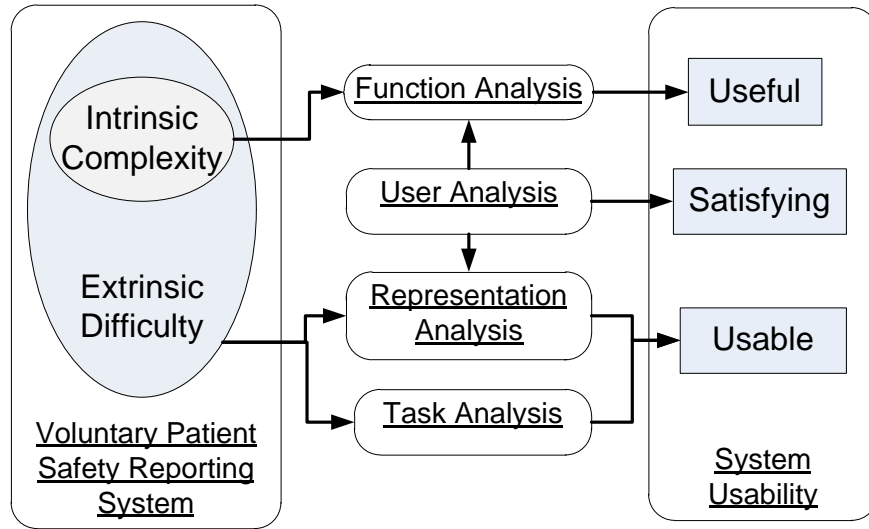 Intrinsic
Complexity
Extrinsic
Difficulty
Voluntary Patient
Safety Reporting
System
Function Analysis
User Analysis
Representation
Analysis
Task Analysis
Useful
Satisfying
Usable
System
Usability